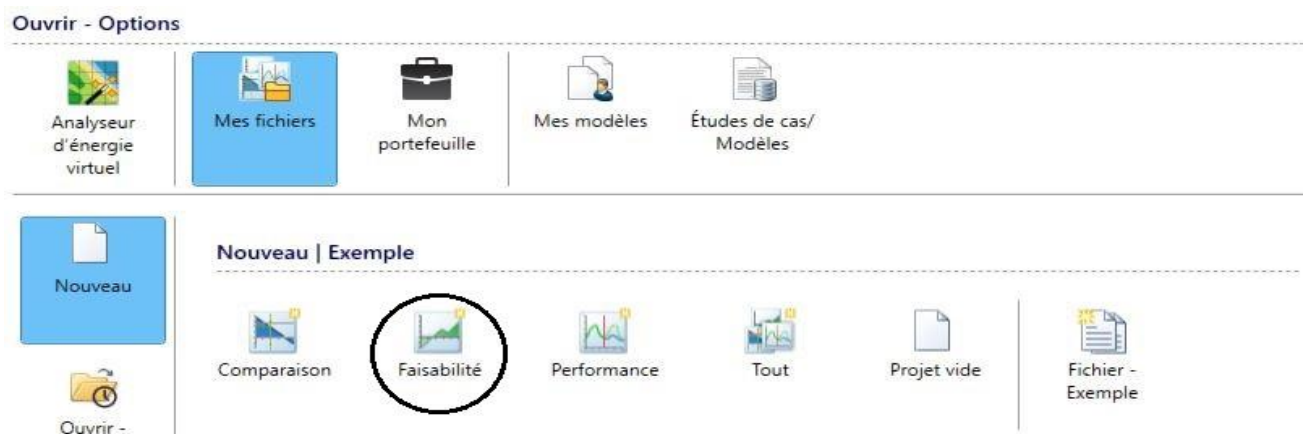 Ouvrir - Options
Analyseur
d'énergie
virtuel
Mes fichiers
Mon
portefeuille
Mes modèles
Études de cas/
Modèles
Nouveau
Nouveau | Exemple
Comparaison
Faisabilité
Performance
Tout
Projet vide
Fichier -
Exemple
Ouvrir -